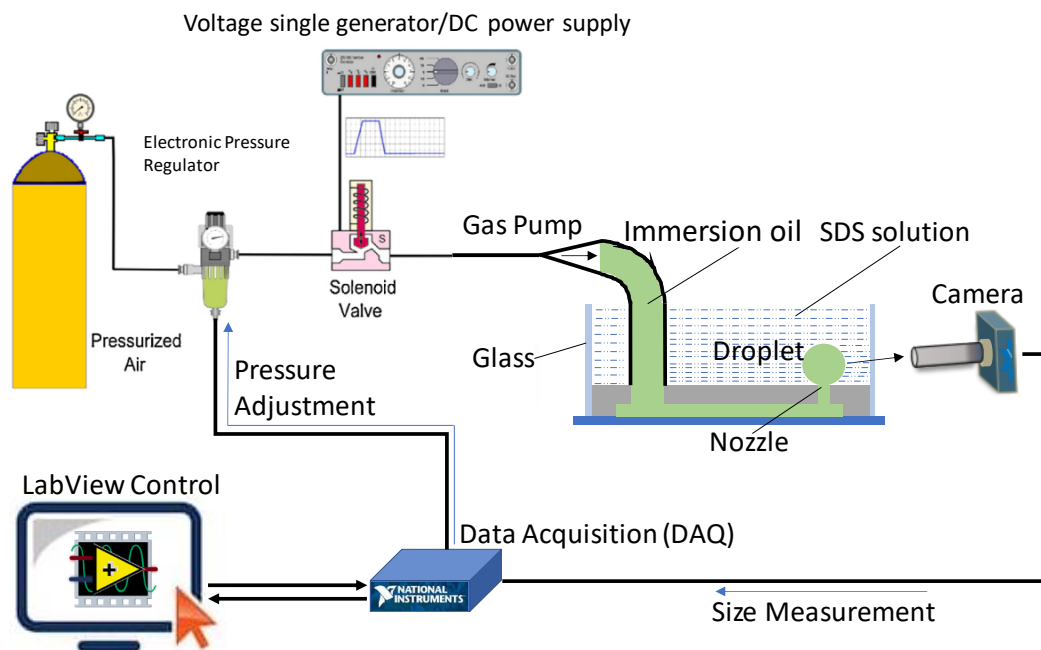 Voltage single generator/DC power supply
Electronic Pressure
Regulator
S
Solenoid
Valve
Gas Pump
Immersion oil
SDS solution
Camera
Pressurized
Air
Glass
Droplet
Pressure
Adjustment
Nozzle
LabView Control
Data Acquisition (DAQ)
NATIONAL
INSTRUMENTS
Size Measurement